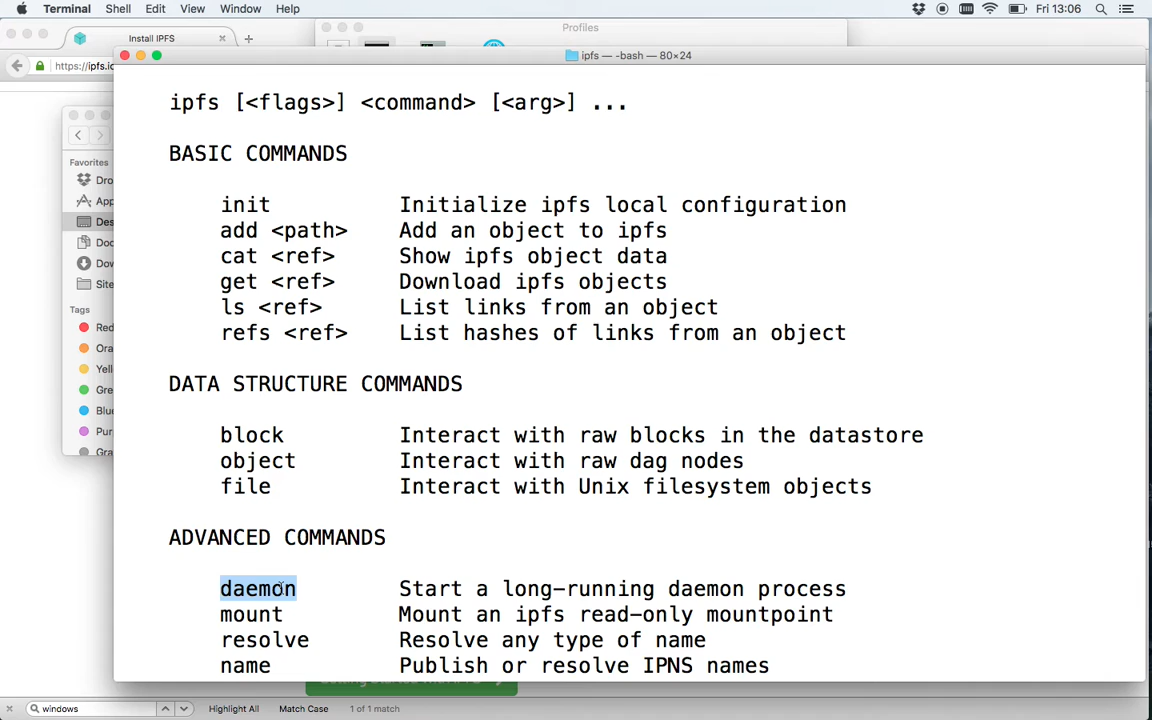 Terminal Shell Edit View Window Help Fri 13:06
Profiles
Install IPFS
ipfs — -bash — 80×24
https://ipfs.io
ipfs [<flags>] <command> [<arg>] ...
BASIC COMMANDS
init Initialize ipfs local configuration
add <path> Add an object to ipfs
cat <ref> Show ipfs object data
get <ref> Download ipfs objects
ls <ref> List links from an object
refs <ref> List hashes of links from an object
DATA STRUCTURE COMMANDS
block Interact with raw blocks in the datastore
object Interact with raw dag nodes
file Interact with Unix filesystem objects
ADVANCED COMMANDS
daemon Start a long-running daemon process
mount Mount an ipfs read-only mountpoint
resolve Resolve any type of name
name Publish or resolve IPNS names
Favorites
Dro
App
Des
Doc
Dow
Site
Tags
Red
Ora
Yell
Gre
Blu
Pur
Gra
windows Highlight All Match Case 1 of 1 match